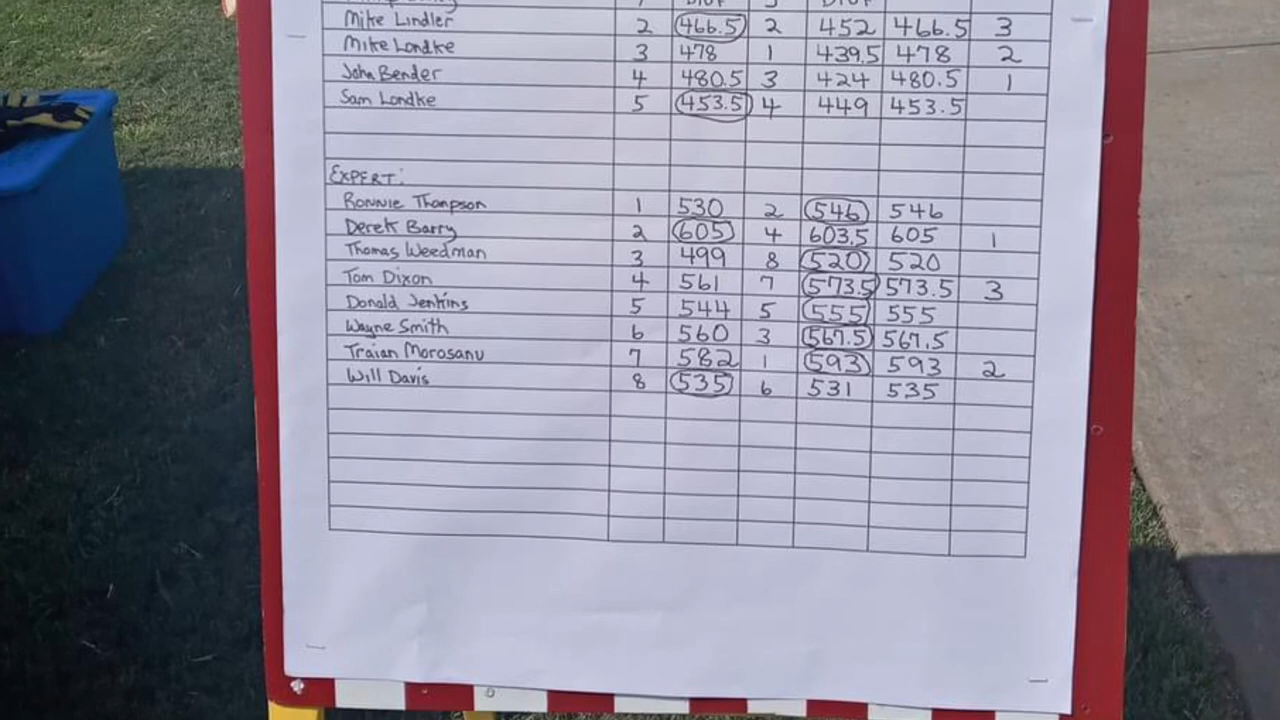 Mike Lindler 2 466.5 2 452 466.5 3
Mike Londke 3 478 1 439.5 478 2
John Bender 4 480.5 3 424 480.5 1
Sam Londke 5 453.5 4 449 453.5
EXPERT:
Ronnie Thompson 1 530 2 546 546
Derek Barry 2 605 4 603.5 605 1
Thomas Weedman 3 499 8 520 520
Tom Dixon 4 561 7 573.5 573.5 3
Donald Jenkins 5 544 5 555 555
Wayne Smith 6 560 3 567.5 567.5
Traian Morosanu 7 582 1 593 593 2
Will Davis 8 535 6 531 535